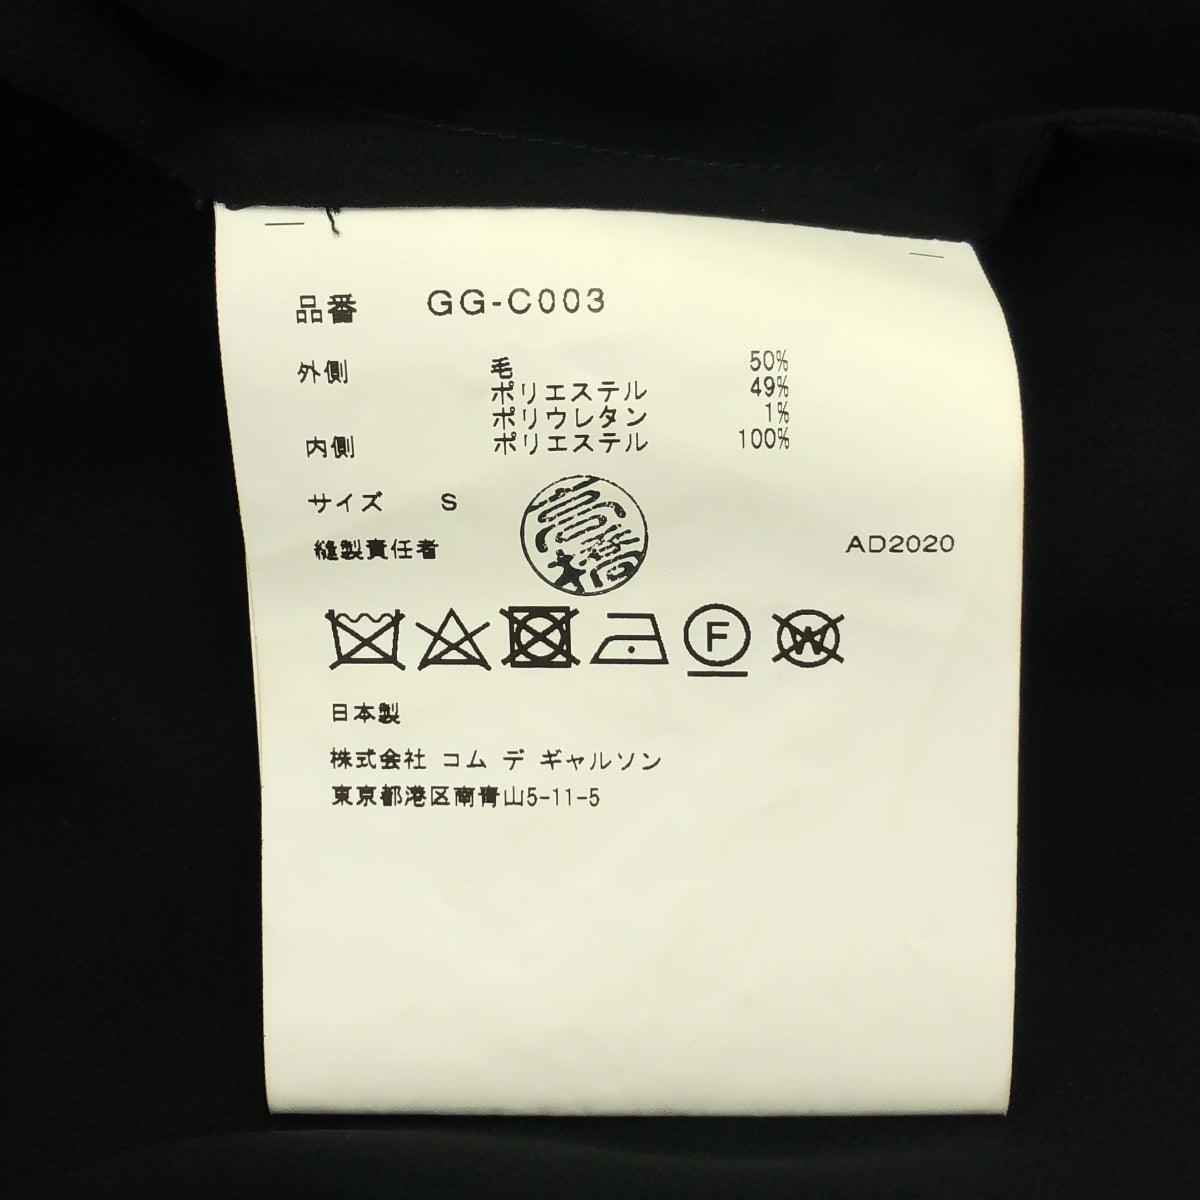 品番 GG-C003
外側 毛 50%
ポリエステル 49%
ポリウレタン 1%
内側 ポリエステル 100%
サイズ S
縫製責任者 AD2020
F
W
日本製
株式会社 コム デ ギャルソン
東京都港区南青山5-11-5